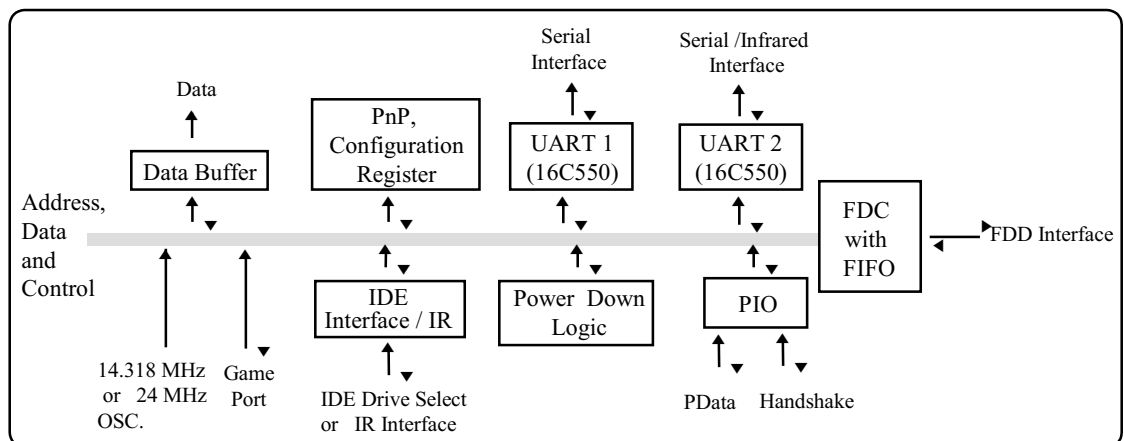 Serial
Interface
Serial /Infrared
Interface
Data
PnP,
Configuration
Register
UART 1
(16C550)
UART 2
(16C550)
Data Buffer
Address,
Data
and
Control
FDC
with
FIFO
FDD Interface
IDE
Interface / IR
Power Down
Logic
PIO
14.318 MHz
or 24 MHz
OSC.
Game
Port
IDE Drive Select
or IR Interface
PData
Handshake